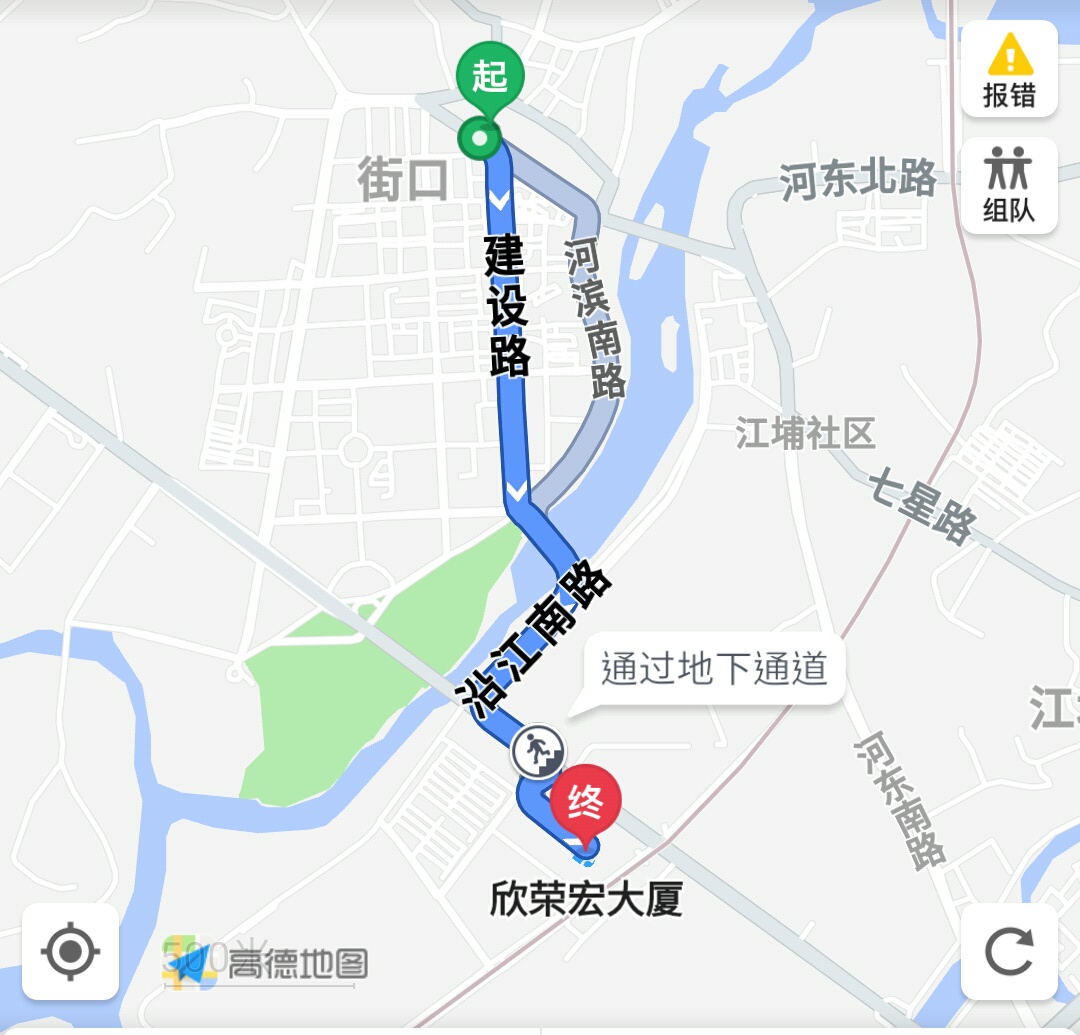 起
报错
组队
街口
河东北路
建设路
河滨南路
江埔社区
七星路
沿江南路
通过地下通道
江
河东南路
终
欣荣宏大厦
500米
高德地图